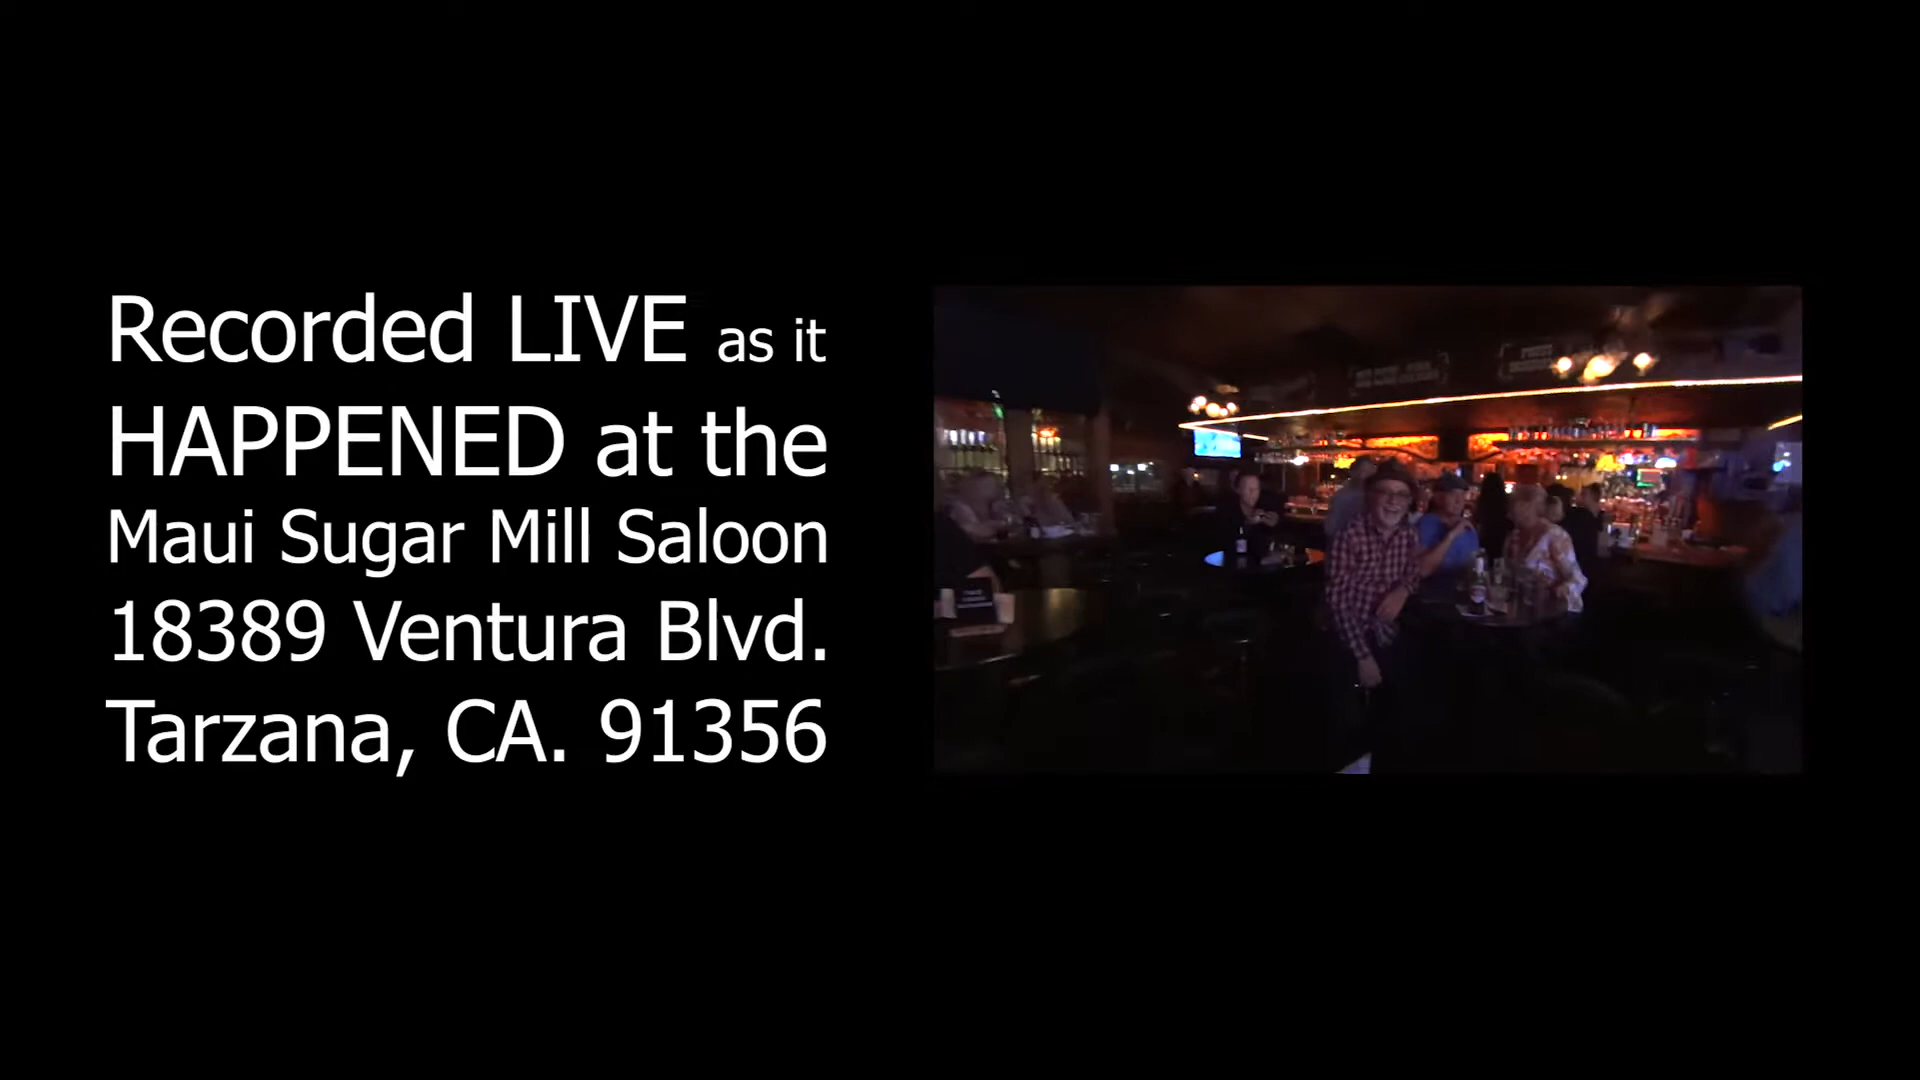 Recorded LIVE as it
HAPPENED at the
Maui Sugar Mill Saloon
18389 Ventura Blvd.
Tarzana, CA. 91356